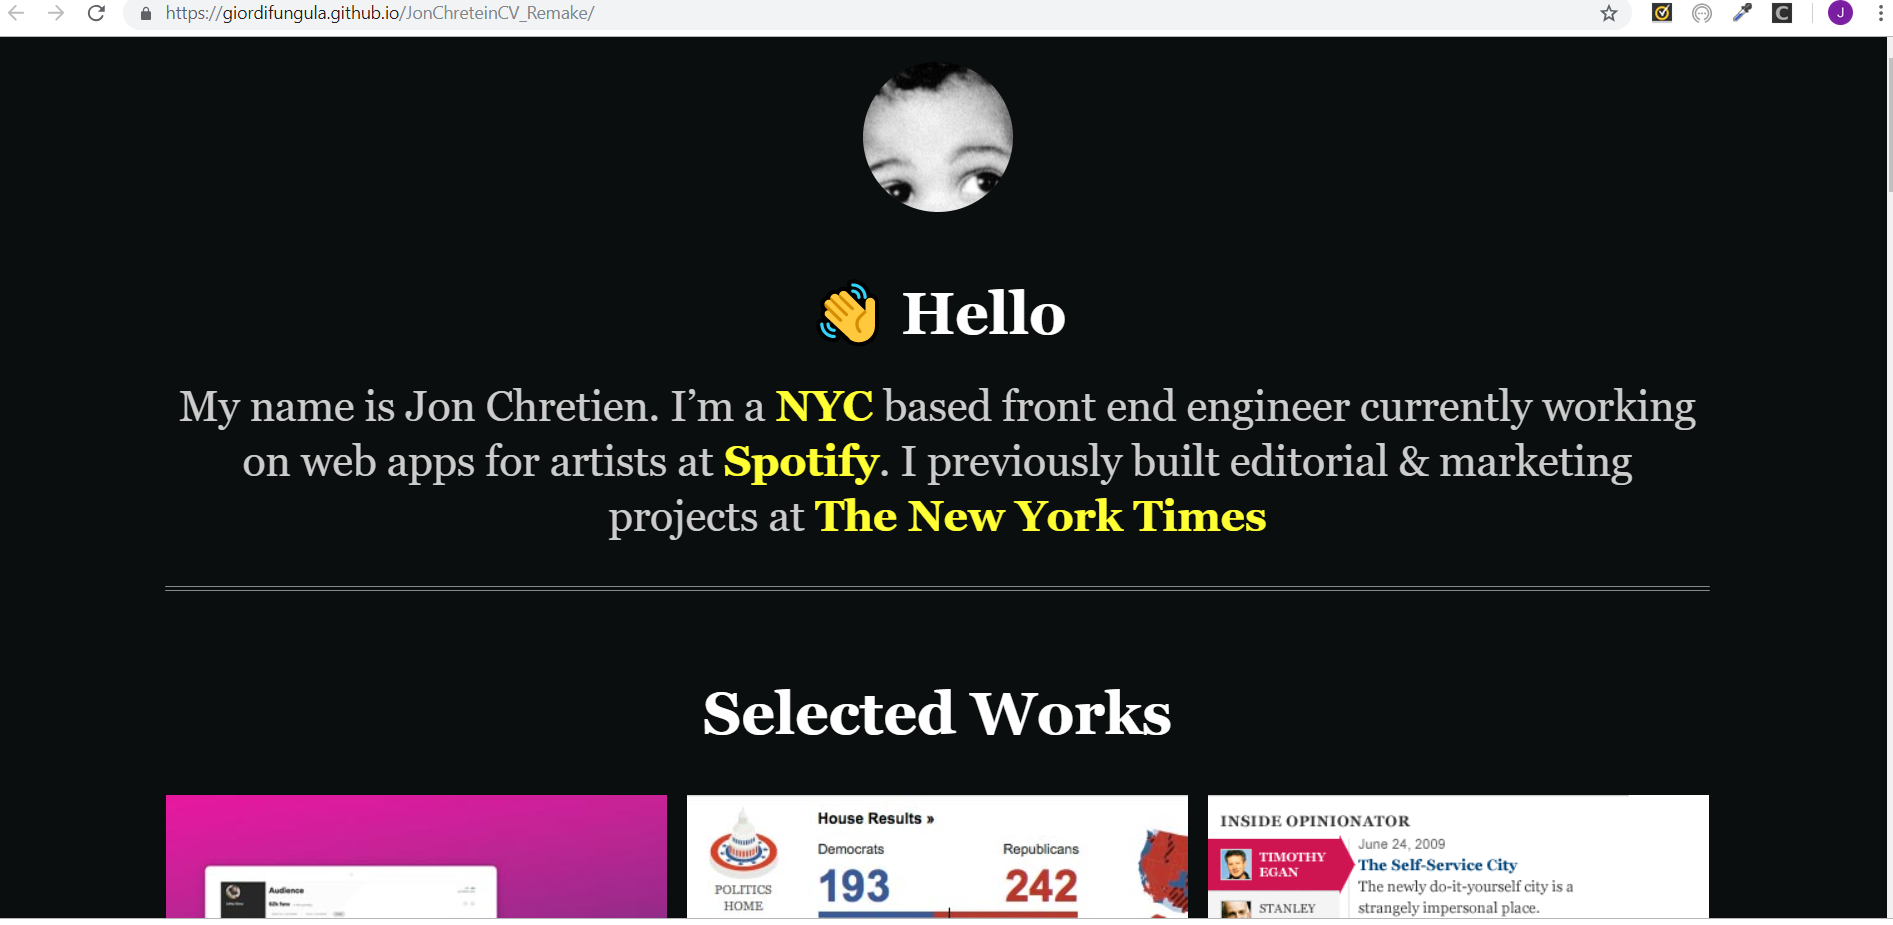 https://giordifungula.github.io/JonChreteinCV_Remake/
J
Hello
My name is Jon Chretien. I’m a NYC based front end engineer currently working
on web apps for artists at Spotify. I previously built editorial & marketing
projects at The New York Times
Selected Works
Audience
62k fans
House Results »
Democrats
Republicans
193
242
POLITICS
HOME
INSIDE OPINIONATOR
June 24, 2009
TIMOTHY
EGAN
The Self-Service City
The newly do-it-yourself city is a
strangely impersonal place.
STANLEY